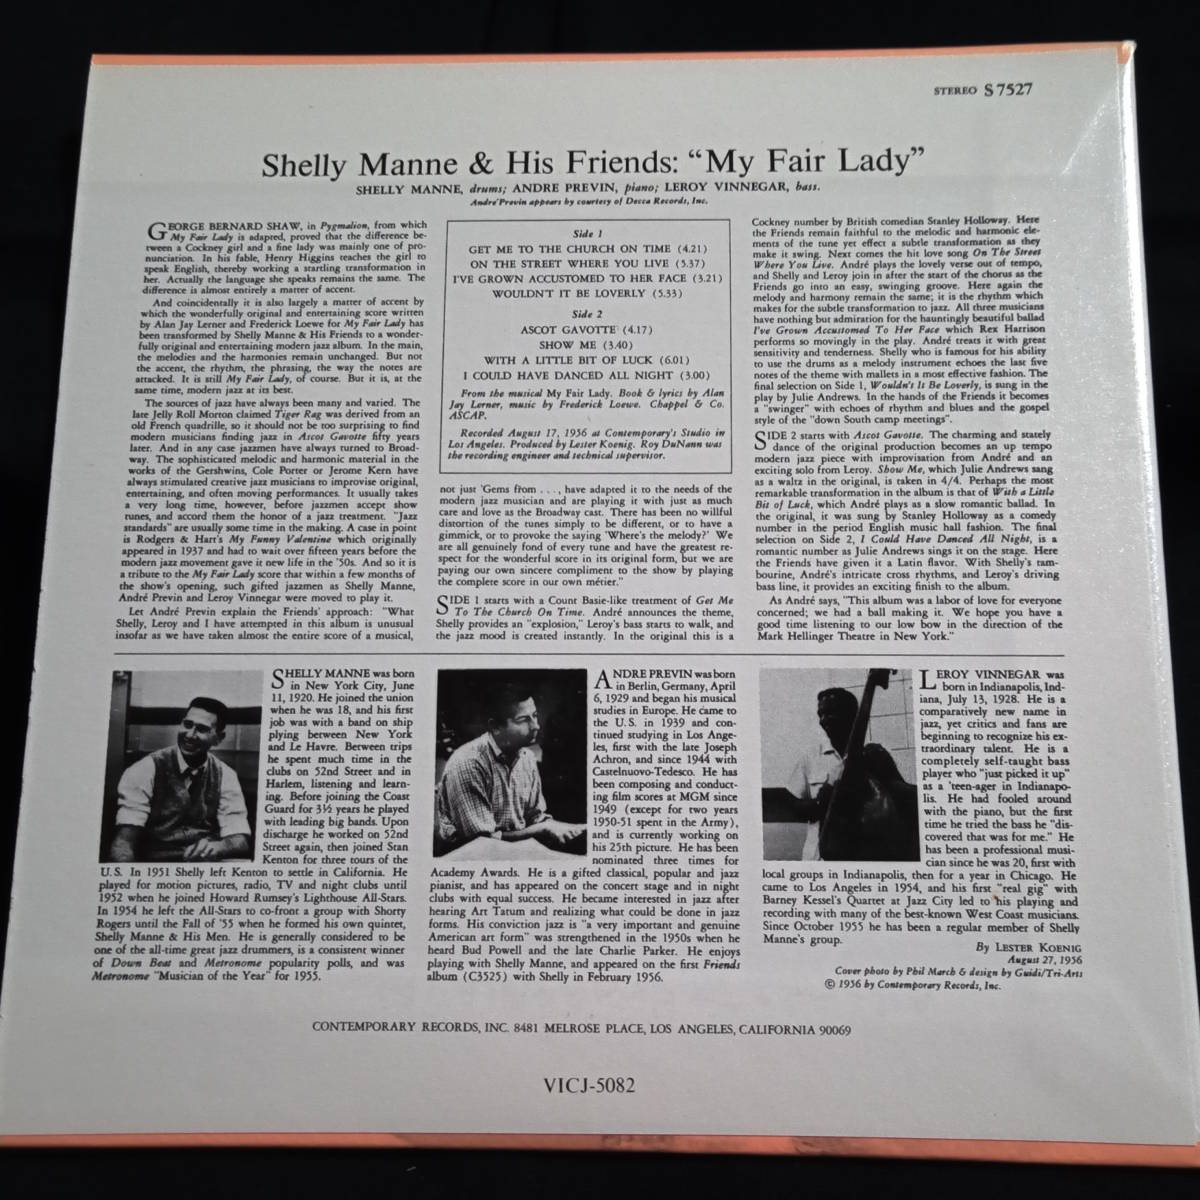 STEREO S 7527
Shelly Manne & His Friends: “My Fair Lady”
SHELLY MANNE, drums; ANDRE PREVIN, piano; LEROY VINNEGAR, bass.
André Previn appears by courtesy of Decca Records, Inc.
GEORGE BERNARD SHAW, in Pygmalion, from which
My Fair Lady is adapted, proved that the difference be-
tween a Cockney girl and a fine lady was mainly one of pro-
nunciation. In his fable, Henry Higgins teaches the girl to
speak English, thereby working a startling transformation in
her. Actually the language she speaks remains the same. The
difference is almost entirely a matter of accent.
And coincidentally it is also largely a matter of accent by
which the wonderfully original and entertaining score written
by Alan Jay Lerner and Frederick Loewe for My Fair Lady has
been transformed by Shelly Manne & His Friends to a wonder-
fully original and entertaining modern jazz album. In the main,
the melodies and the harmonies remain unchanged. But not
the accent, the rhythm, the phrasing, the way the notes are
attacked. It is still My Fair Lady, of course. But it is, at the
same time, modern jazz at its best.
The sources of jazz have always been many and varied. The
late Jelly Roll Morton claimed Tiger Rag was derived from an
old French quadrille, so it should not be too surprising to find
modern musicians finding jazz in Ascot Gavotte fifty years
later. And in any case jazzmen have always turned to Broad-
way. The sophisticated melodic and harmonic material in the
works of the Gershwins, Cole Porter or Jerome Kern have
always stimulated creative jazz musicians to improvise original,
entertaining, and often moving performances. It usually takes
a very long time, however, before jazzmen accept show
tunes, and accord them the honor of a jazz treatment. "Jazz
standards" are usually some time in the making. A case in point
is Rodgers & Hart's My Funny Valentine which originally
appeared in 1937 and had to wait over fifteen years before the
modern jazz movement gave it new life in the '50s. And so it is
a tribute to the My Fair Lady score that within a few months of
the show's opening, such gifted jazzmen as Shelly Manne,
André Previn and Leroy Vinnegar were moved to play it.
Let André Previn explain the Friends' approach: "What
Shelly, Leroy and I have attempted in this album is unusual
insofar as we have taken almost the entire score of a musical,
Side 1
GET ME TO THE CHURCH ON TIME (4.21)
ON THE STREET WHERE YOU LIVE (5.37)
I'VE GROWN ACCUSTOMED TO HER FACE (3.21)
WOULDN'T IT BE LOVERLY (5.33)
Side 2
ASCOT GAVOTTE (4.17)
SHOW ME (3.40)
WITH A LITTLE BIT OF LUCK (6.01)
I COULD HAVE DANCED ALL NIGHT (3.00)
From the musical My Fair Lady. Book & lyrics by Alan
Jay Lerner, music by Frederick Loewe. Chappel & Co.
ASCAP.
Recorded August 17, 1956 at Contemporary's Studio in
Los Angeles. Produced by Lester Koenig. Roy DuNann was
the recording engineer and technical supervisor.
not just 'Gems from . . ., have adapted it to the needs of the
modern jazz musician and are playing it with just as much
care and love as the Broadway cast. There has been no willful
distortion of the tunes simply to be different, or to have a
gimmick, or to provoke the saying 'Where's the melody?' We
are all genuinely fond of every tune and have the greatest re-
spect for the wonderful score in its original form, but we are
paying our own sincere compliment to the show by playing
the complete score in our own métier."
SIDE 1 starts with a Count Basie-like treatment of Get Me
To The Church On Time. André announces the theme,
Shelly provides an "explosion," Leroy's bass starts to walk, and
the jazz mood is created instantly. In the original this is a
Cockney number by British comedian Stanley Holloway. Here
the Friends remain faithful to the melodic and harmonic ele-
ments of the tune yet effect a subtle transformation as they
make it swing. Next comes the hit love song On The Street
Where You Live. André plays the lovely verse out of tempo,
and Shelly and Leroy join in after the start of the chorus as the
Friends go into an easy, swinging groove. Here again the
melody and harmony remain the same; it is the rhythm which
makes for the subtle transformation to jazz. All three musicians
have nothing but admiration for the hauntingly beautiful ballad
I've Grown Accustomed To Her Face which Rex Harrison
performs so movingly in the play. André treats it with great
sensitivity and tenderness. Shelly who is famous for his ability
to use the drums as a melody instrument echoes the last five
notes of the theme with mallets in a most effective fashion. The
final selection on Side 1, Wouldn't Is Be Loverly, is sung in the
play by Julie Andrews. In the hands of the Friends it becomes
a "swinger" with echoes of rhythm and blues and the gospel
style of the "down South camp meetings".
SIDE 2 starts with Ascot Gavotte. The charming and stately
dance of the original production becomes an up tempo
modern jazz piece with improvisation from André and an
exciting solo from Leroy. Show Me, which Julie Andrews sang
as a waltz in the original, is taken in 4/4. Perhaps the most
remarkable transformation in the album is that of With a Little
Bit of Luck, which André plays as a slow romantic ballad. In
the original, it was sung by Stanley Holloway as a comedy
number in the period English music hall fashion. The final
selection on Side 2, I Could Have Danced All Night, is a
romantic number as Julie Andrews sings it on the stage. Here
the Friends have given it a Latin flavor. With Shelly's tam-
bourine, André's intricate cross rhythms, and Leroy's driving
bass line, it provides an exciting finish to the album.
As André says, "This album was a labor of love for everyone
concerned; we had a ball making it. We hope you have a
good time listening to our low bow in the direction of the
Mark Hellinger Theatre in New York."
SHELLY MANNE was born
in New York City, June
11, 1920. He joined the union
when he was 18, and his first
job was with a band on ship
plying between New York
and Le Havre. Between trips
he spent much time in the
clubs on 52nd Street and in
Harlem, listening and learn-
ing. Before joining the Coast
Guard for 3½ years he played
with leading big bands. Upon
discharge he worked on 52nd
Street again, then joined Stan
Kenton for three tours of the
U.S. In 1951 Shelly left Kenton to settle in California. He
played for motion pictures, radio, TV and night clubs until
1952 when he joined Howard Rumsey's Lighthouse All-Stars.
In 1954 he left the All-Stars to co-front a group with Shorty
Rogers until the Fall of '55 when he formed his own quintet,
Shelly Manne & His Men. He is generally considered to be
one of the all-time great jazz drummers, is a consistent winner
of Down Beat and Metronome popularity polls, and was
Metronome "Musician of the Year" for 1955.
ANDRE PREVIN was born
in Berlin, Germany, April
6, 1929 and began his musical
studies in Europe. He came to
the U.S. in 1939 and con-
tinued studying in Los Ange-
les, first with the late Joseph
Achron, and since 1944 with
Castelnuovo-Tedesco. He has
been composing and conduct-
ing film scores at MGM since
1949 (except for two years
1950-51 spent in the Army),
and is currently working on
his 25th picture. He has been
nominated three times for
Academy Awards. He is a gifted classical, popular and jazz
pianist, and has appeared on the concert stage and in night
clubs with equal success. He became interested in jazz after
hearing Art Tatum and realizing what could be done in jazz
forms. His conviction jazz is "a very important and genuine
American art form" was strengthened in the 1950s when he
heard Bud Powell and the late Charlie Parker. He enjoys
playing with Shelly Manne, and appeared on the first Friends
album (C3525) with Shelly in February 1956.
LEROY VINNEGAR was
born in Indianapolis, Ind-
iana, July 13, 1928. He is a
comparatively new name in
jazz, yet critics and fans are
beginning to recognize his ex-
traordinary talent. He is a
completely self-taught bass
player who "just picked it up"
as a 'teen-ager in Indianapo-
lis. He had fooled around
with the piano, but the first
time he tried the bass he "dis-
covered that was for me." He
has been a professional musi-
cian since he was 20, first with
local groups in Indianapolis, then for a year in Chicago. He
came to Los Angeles in 1954, and his first "real gig" with
Barney Kessel's Quartet at Jazz City led to his playing and
recording with many of the best-known West Coast musicians.
Since October 1955 he has been a regular member of Shelly
Manne's group.
By LESTER KOENIG
August 27, 1956
Cover photo by Phil March & design by Guidi/Tri-Arts
© 1956 by Contemporary Records, Inc.
CONTEMPORARY RECORDS, INC. 8481 MELROSE PLACE, LOS ANGELES, CALIFORNIA 90069
VICJ-5082